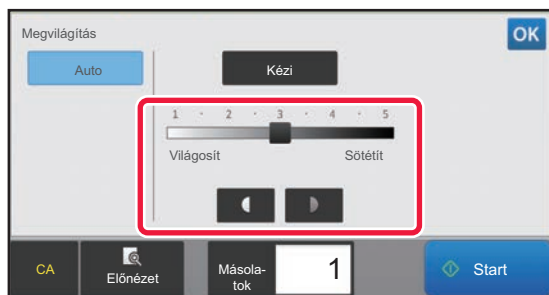 Megvilágítás
OK
Auto
Kézi
1 · 2 · 3 · 4 · 5
Világosít
Sötétít
CA
Előnézet
Másola-
tok
1
Start